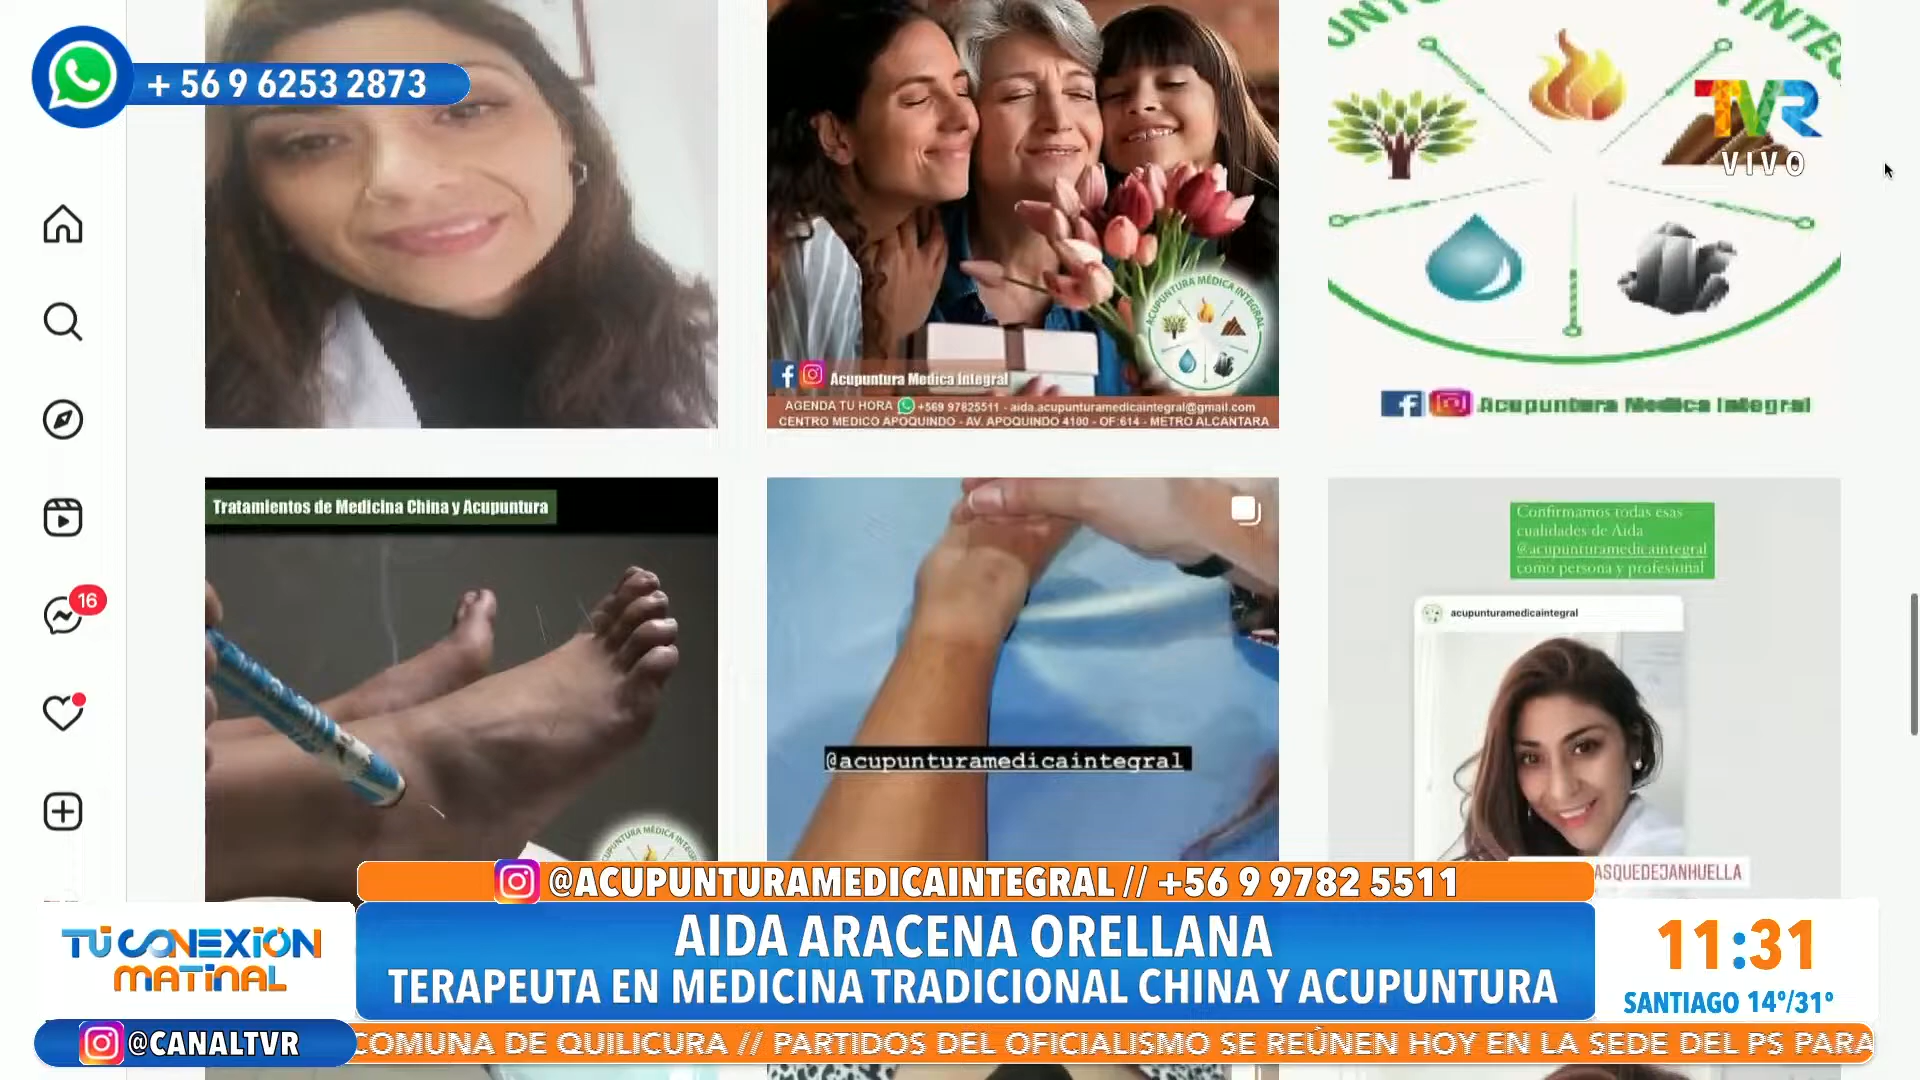 + 56 9 6253 2873
TVR
VIVO
Acupuntura Medica Integral
AGENDA TU HORA +569 97825511 - aida.acupunturamedicaintegral@gmail.com
CENTRO MEDICO APOQUINDO - AV. APOQUINDO 4100 - OF:614 - METRO ALCANTARA
ACUPUNTURA MÉDICA INTEGRAL
Acupuntura Medica Integral
Tratamientos de Medicina China y Acupuntura
@acupunturamedicaintegral
Confirmamos todas esas
cualidades de Aida
@acupunturamedicaintegral
como persona y profesional
acupunturamedicaintegral
ASQUEDEJANHUELLA
16
@ACUPUNTURAMEDICAINTEGRAL // +56 9 9782 5511
AIDA ARACENA ORELLANA
TERAPEUTA EN MEDICINA TRADICIONAL CHINA Y ACUPUNTURA
TÚ CONEXIÓN
MATINAL
11:31
SANTIAGO 14°/31°
@CANALTVR
COMUNA DE QUILICURA // PARTIDOS DEL OFICIALISMO SE REÚNEN HOY EN LA SEDE DEL PS PARA